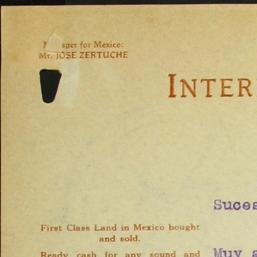 for Mexico:
Mr. JOSE ZERTUCHE
INTER
First Class Land in Mexico bought
and sold.
Ready cash for any sound and
Muy